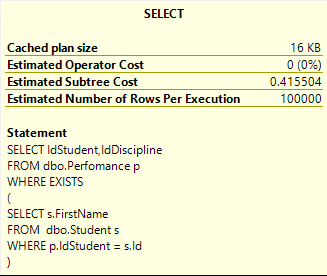 SELECT
Cached plan size 16 KB
Estimated Operator Cost 0 (0%)
Estimated Subtree Cost 0.415504
Estimated Number of Rows Per Execution 100000
Statement
SELECT IdStudent,IdDiscipline
FROM dbo.Perfomance p
WHERE EXISTS
(
SELECT s.FirstName
FROM  dbo.Student s
WHERE p.IdStudent = s.Id
)